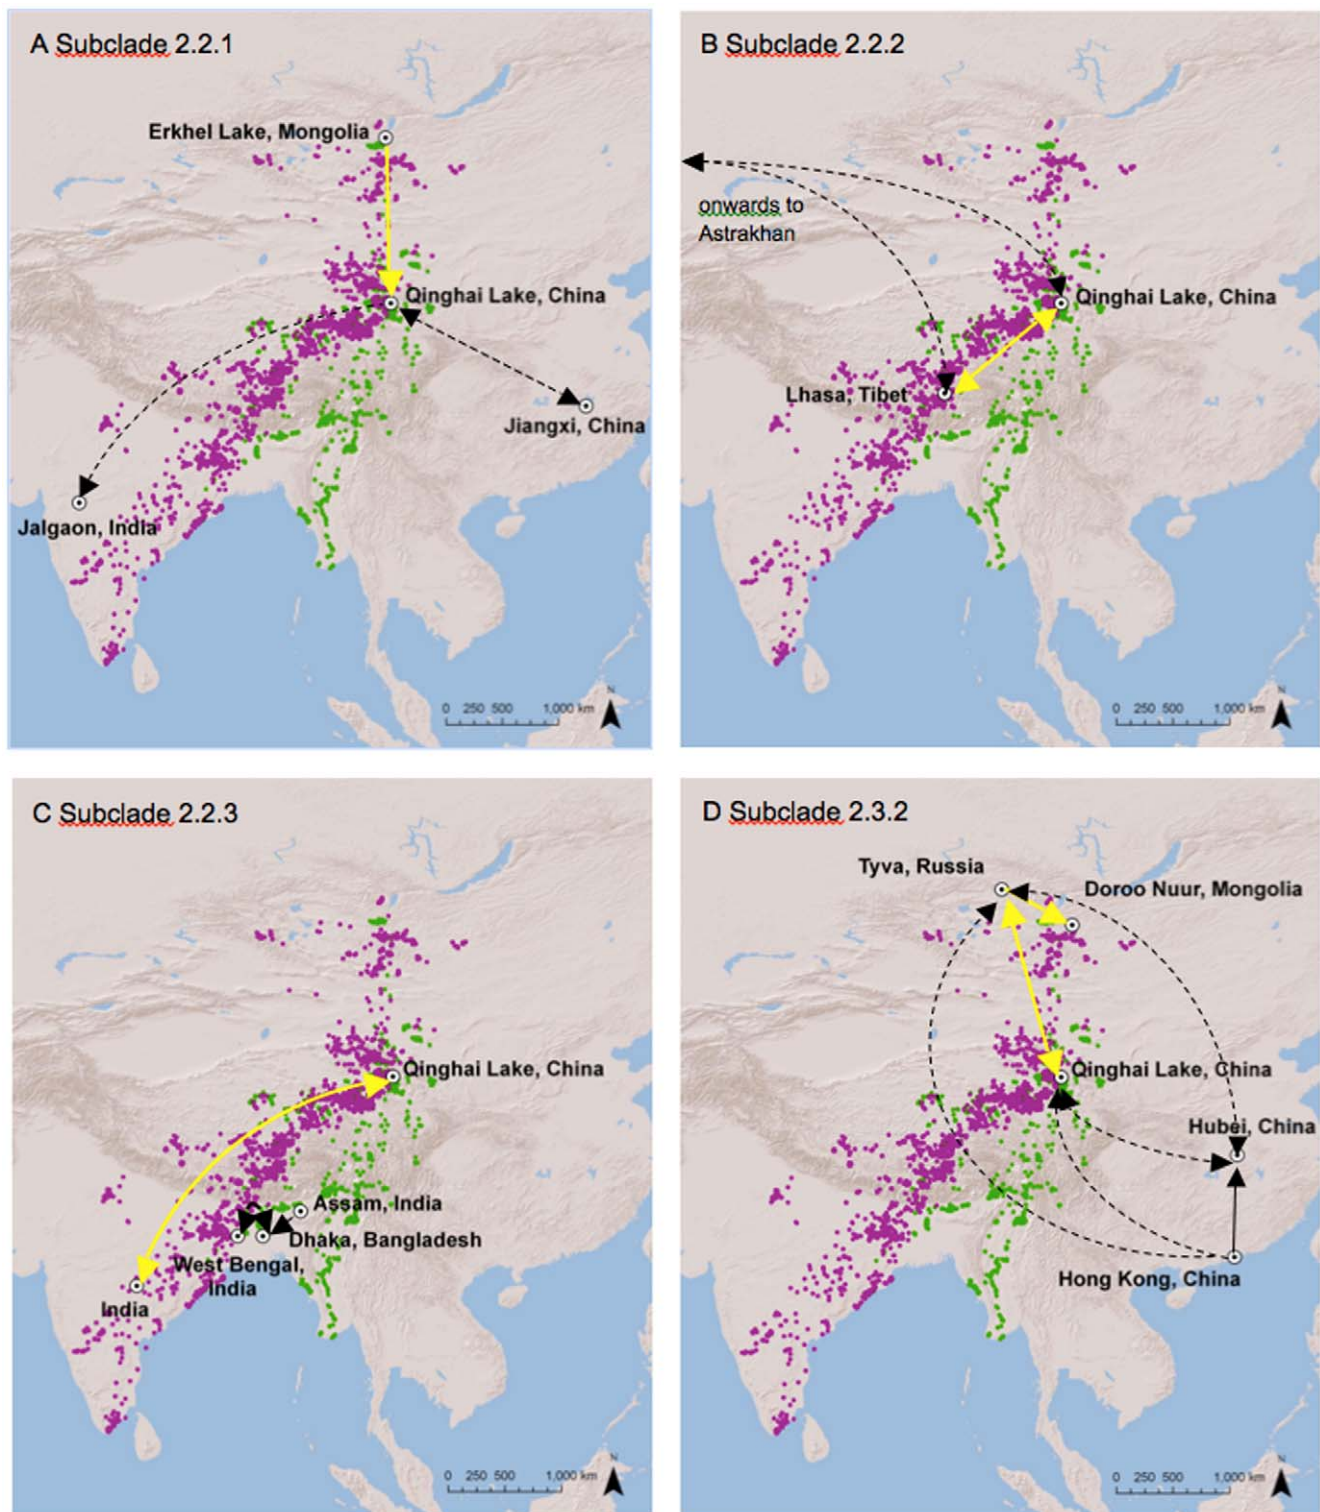 A Subclade 2.2.1
Erkhel Lake, Mongolia
Qinghai Lake, China
Jiangxi, China
Jalgaon, India
N
0 250 500 1,000 km
B Subclade 2.2.2
onwards to
Astrakhan
Qinghai Lake, China
Lhasa, Tibet
N
0 250 500 1,000 km
C Subclade 2.2.3
Qinghai Lake, China
Assam, India
Dhaka, Bangladesh
West Bengal,
India
India
N
0 250 500 1,000 km
D Subclade 2.3.2
Tyva, Russia
Doroo Nuur, Mongolia
Qinghai Lake, China
Hubei, China
Hong Kong, China
N
0 250 500 1,000 km